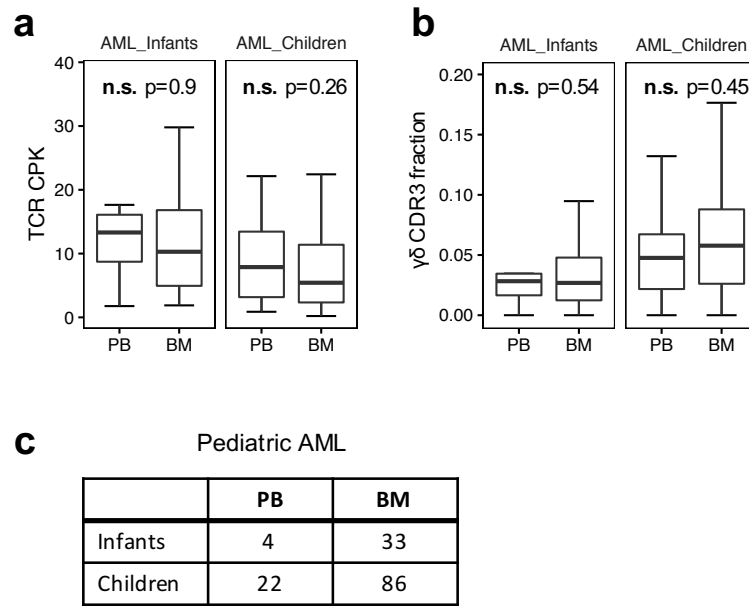 a
AML_Infants AML_Children
n.s. p=0.9 n.s. p=0.26
TCR CPK
40
30
20
10
0
PB BM PB BM
b
AML_Infants AML_Children
n.s. p=0.54 n.s. p=0.45
γδ CDR3 fraction
0.20
0.15
0.10
0.05
0.00
PB BM PB BM
c
Pediatric AML
PB BM
Infants 4 33
Children 22 86